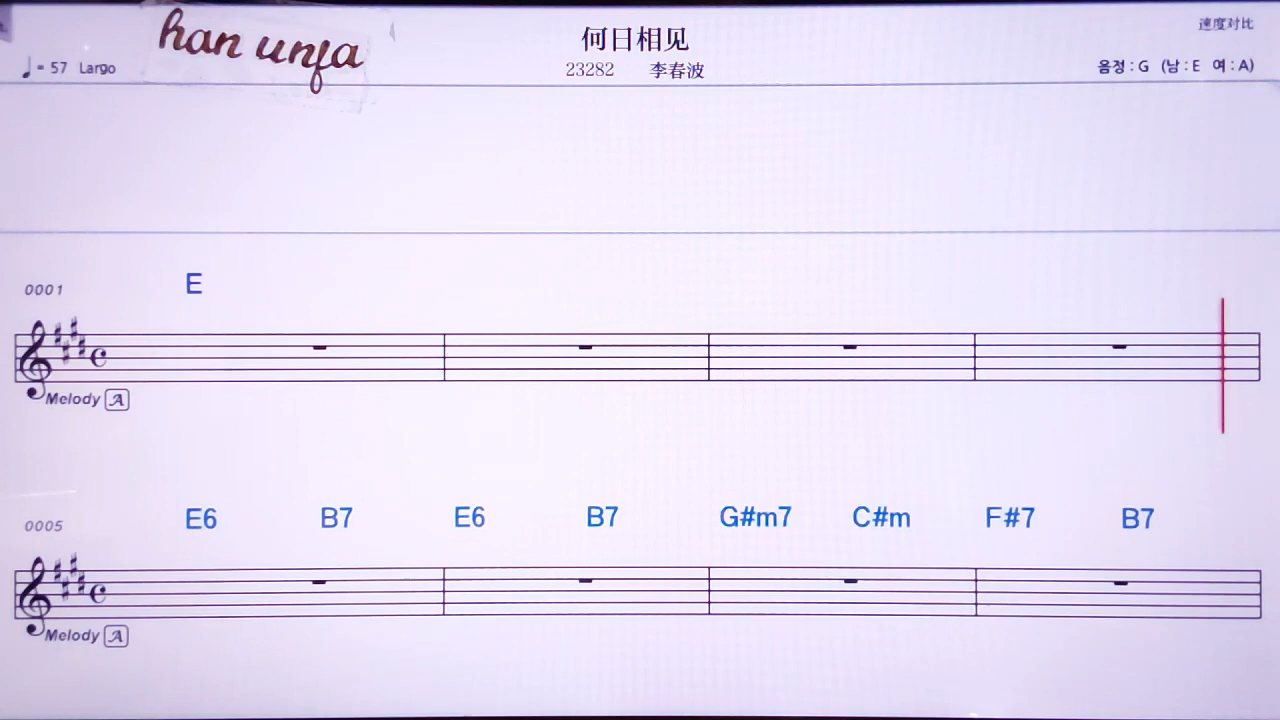 han unfa
何日相见
速度对比
♩= 57 Largo
23282 李春波
음정 : G (남 : E 여 : A)
0001
E
Melody A
0005
E6 B7 E6 B7 G#m7 C#m F#7 B7
Melody A